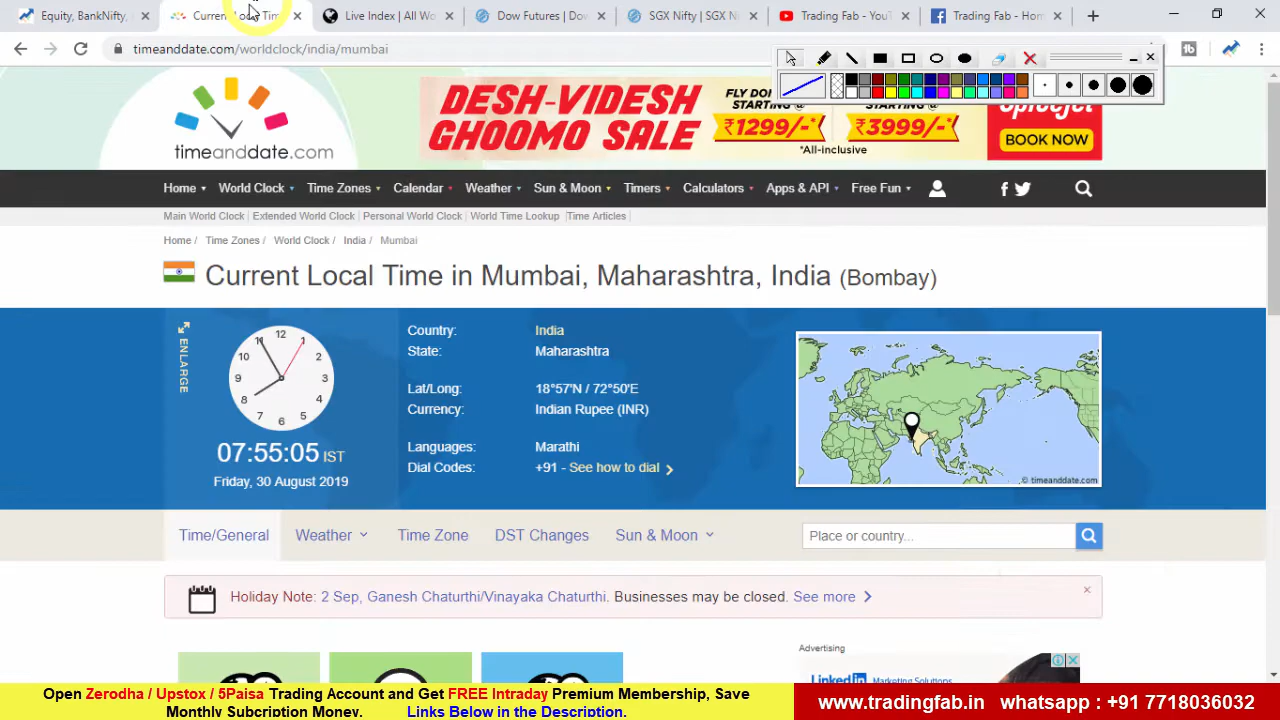 Equity, BankNifty,
Current Local Tim
Live Index | All Wo
Dow Futures | Do
SGX Nifty | SGX N
Trading Fab - YouT
Trading Fab - Hom
timeanddate.com/worldclock/india/mumbai
timeanddate.com
DESH-VIDESH
GHOOMO SALE
FLY DOM
STARTING @
₹1299/-*
STARTING @
₹3999/-*
*All-inclusive
spicejet
BOOK NOW
Home
World Clock
Time Zones
Calendar
Weather
Sun & Moon
Timers
Calculators
Apps & API
Free Fun
Main World Clock
Extended World Clock
Personal World Clock
World Time Lookup
Time Articles
Home / Time Zones / World Clock / India / Mumbai
Current Local Time in Mumbai, Maharashtra, India (Bombay)
ENLARGE
12
1
2
3
4
5
6
7
8
9
10
11
07:55:05 IST
Friday, 30 August 2019
Country: India
State: Maharashtra
Lat/Long: 18°57'N / 72°50'E
Currency: Indian Rupee (INR)
Languages: Marathi
Dial Codes: +91 - See how to dial
© timeanddate.com
Time/General
Weather
Time Zone
DST Changes
Sun & Moon
Place or country...
Holiday Note: 2 Sep, Ganesh Chaturthi/Vinayaka Chaturthi. Businesses may be closed. See more
Advertising
LinkedIn Marketing Solutions
Open Zerodha / Upstox / 5Paisa Trading Account and Get FREE Intraday Premium Membership, Save
Monthly Subcription Money. Links Below in the Description.
www.tradingfab.in whatsapp : +91 7718036032